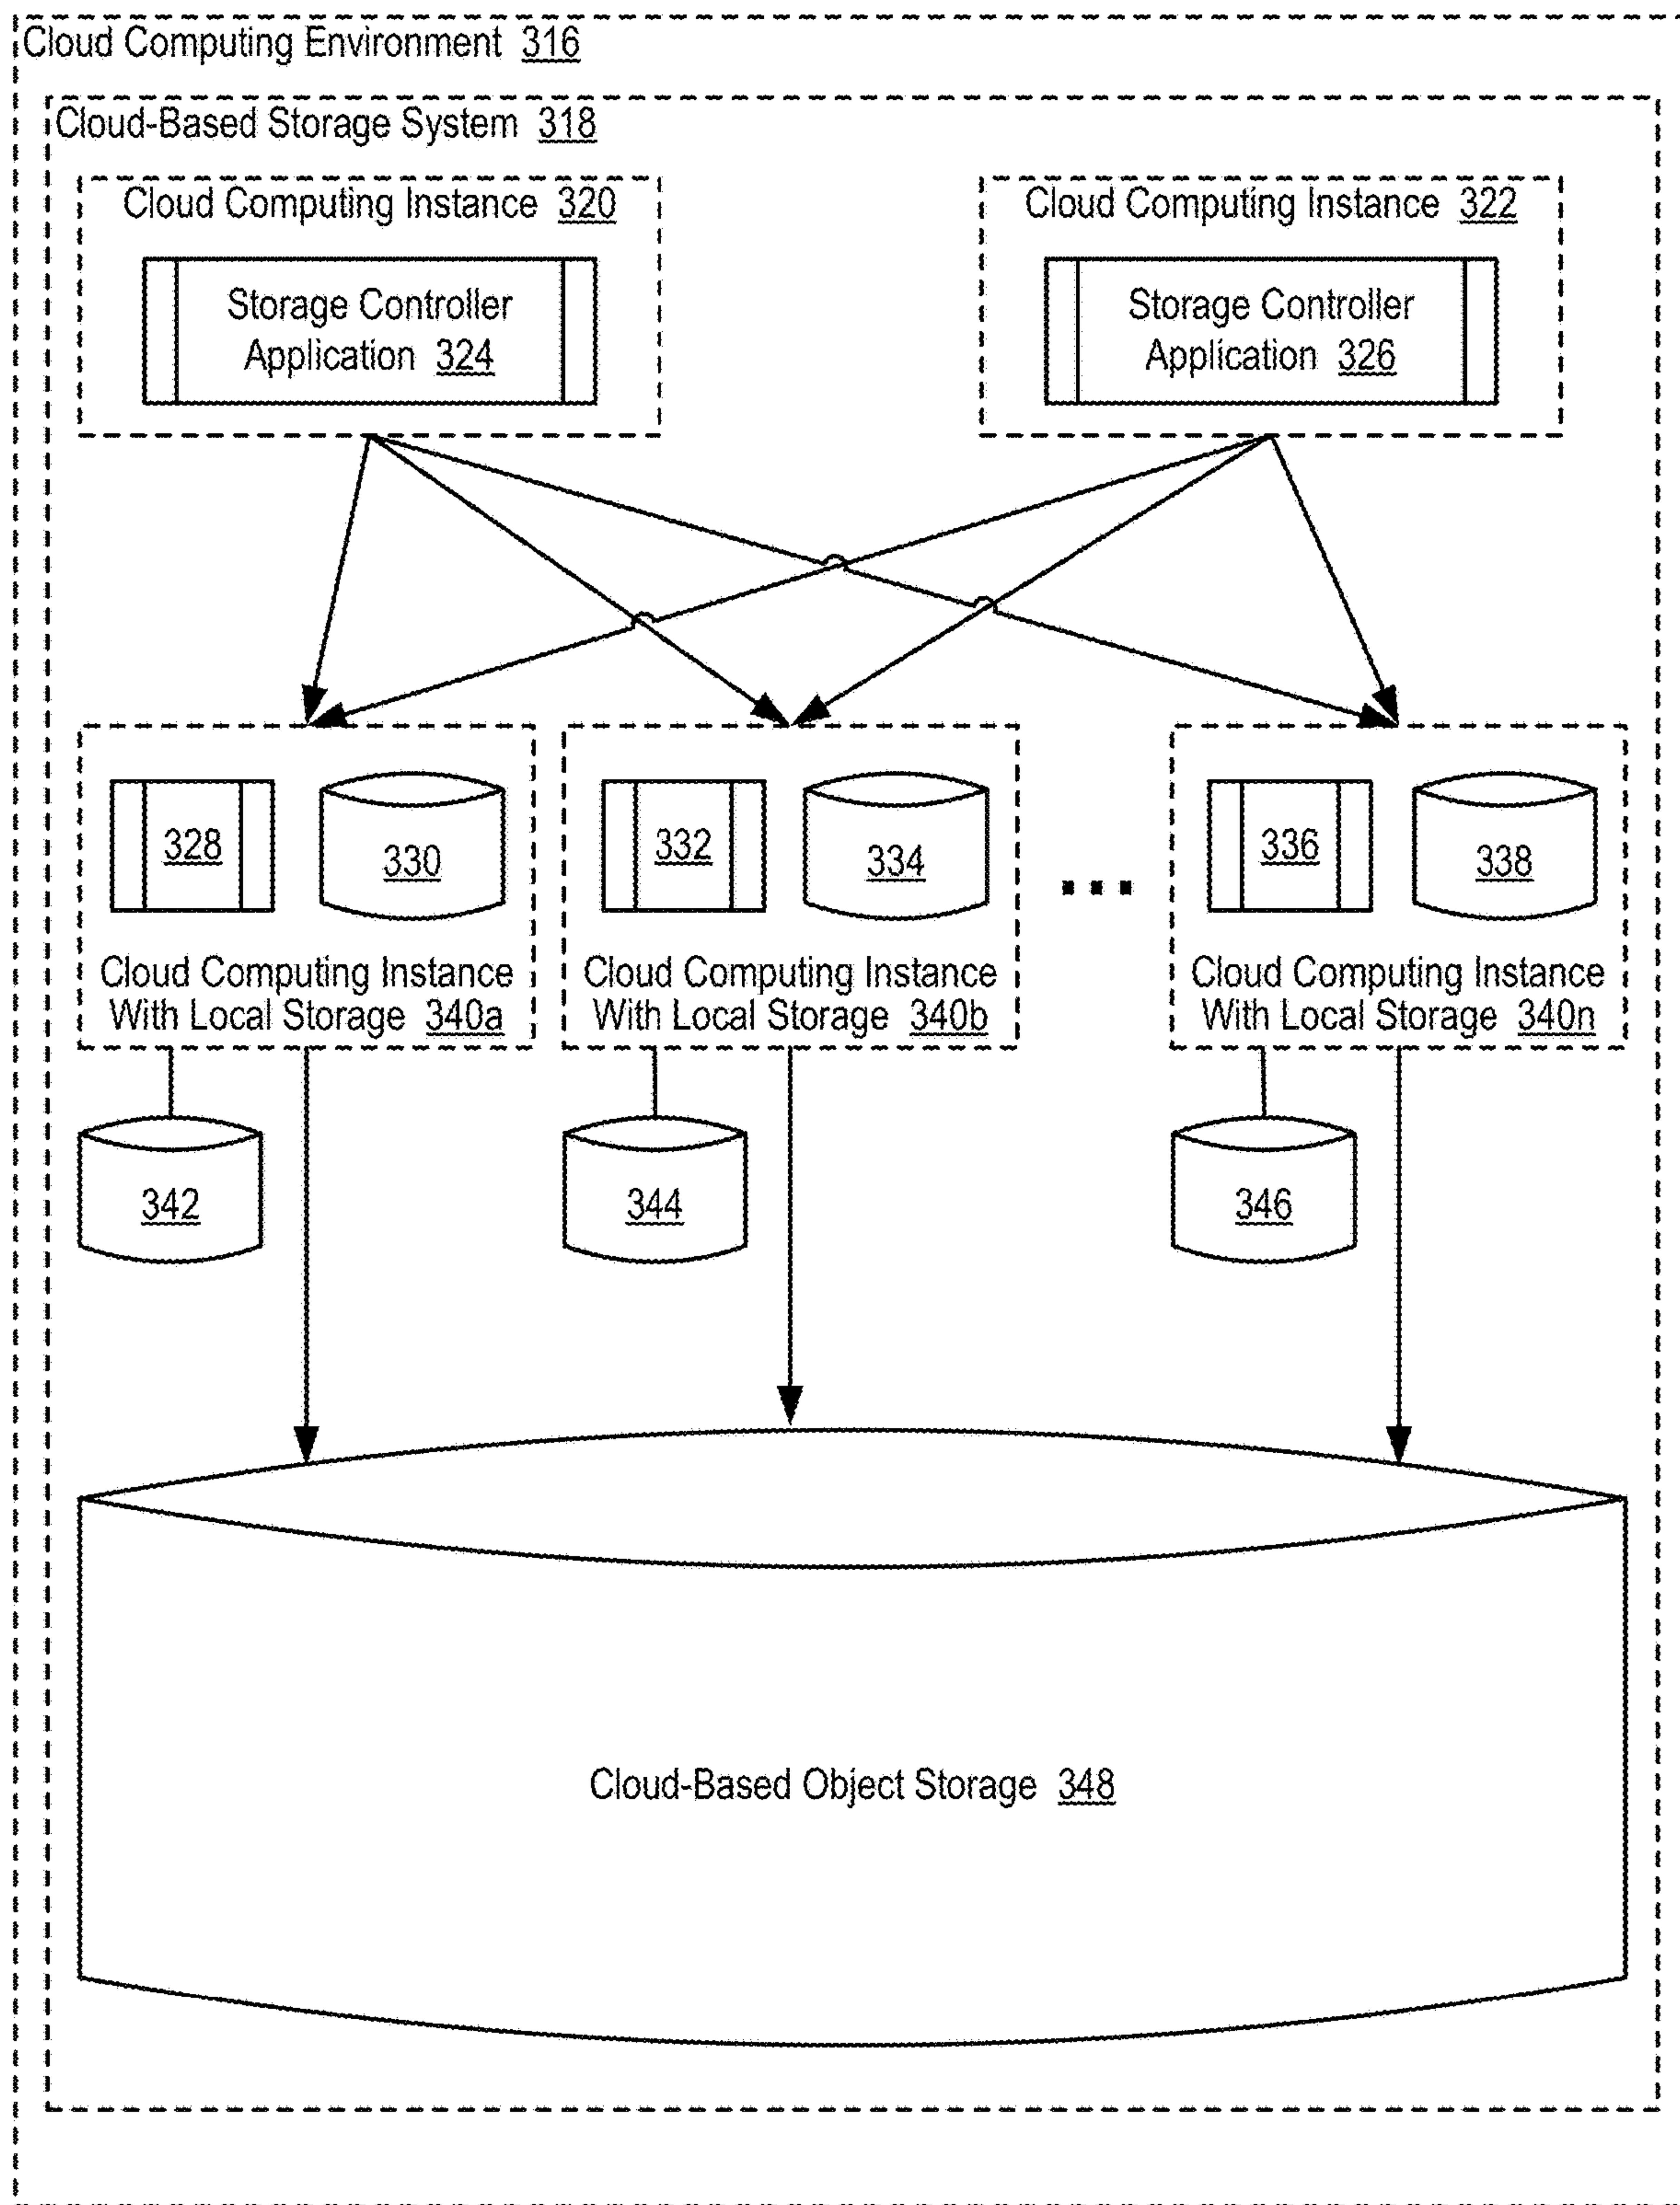 Cloud Computing Environment 316
Cloud-Based Storage System 318
Cloud Computing Instance 320
Storage Controller
Application 324
Cloud Computing Instance 322
Storage Controller
Application 326
328
330
Cloud Computing Instance
With Local Storage 340a
332
334
Cloud Computing Instance
With Local Storage 340b
...
336
338
Cloud Computing Instance
With Local Storage 340n
342
344
346
Cloud-Based Object Storage 348